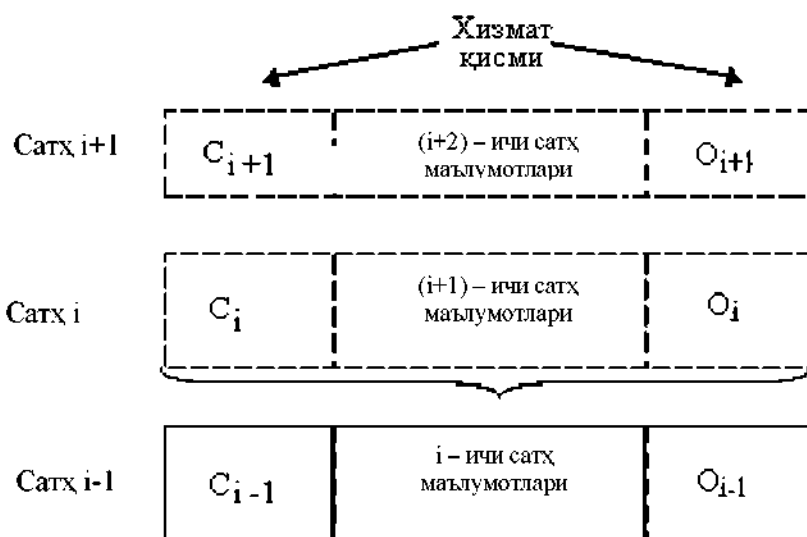 Хизмат
қисми
Сатҳ i+1
C i+1
(i+2) – ичи сатҳ
маълумотлари
O i+1
Сатҳ i
C i
(i+1) – ичи сатҳ
маълумотлари
O i
Сатҳ i-1
C i-1
i – ичи сатҳ
маълумотлари
O i-1